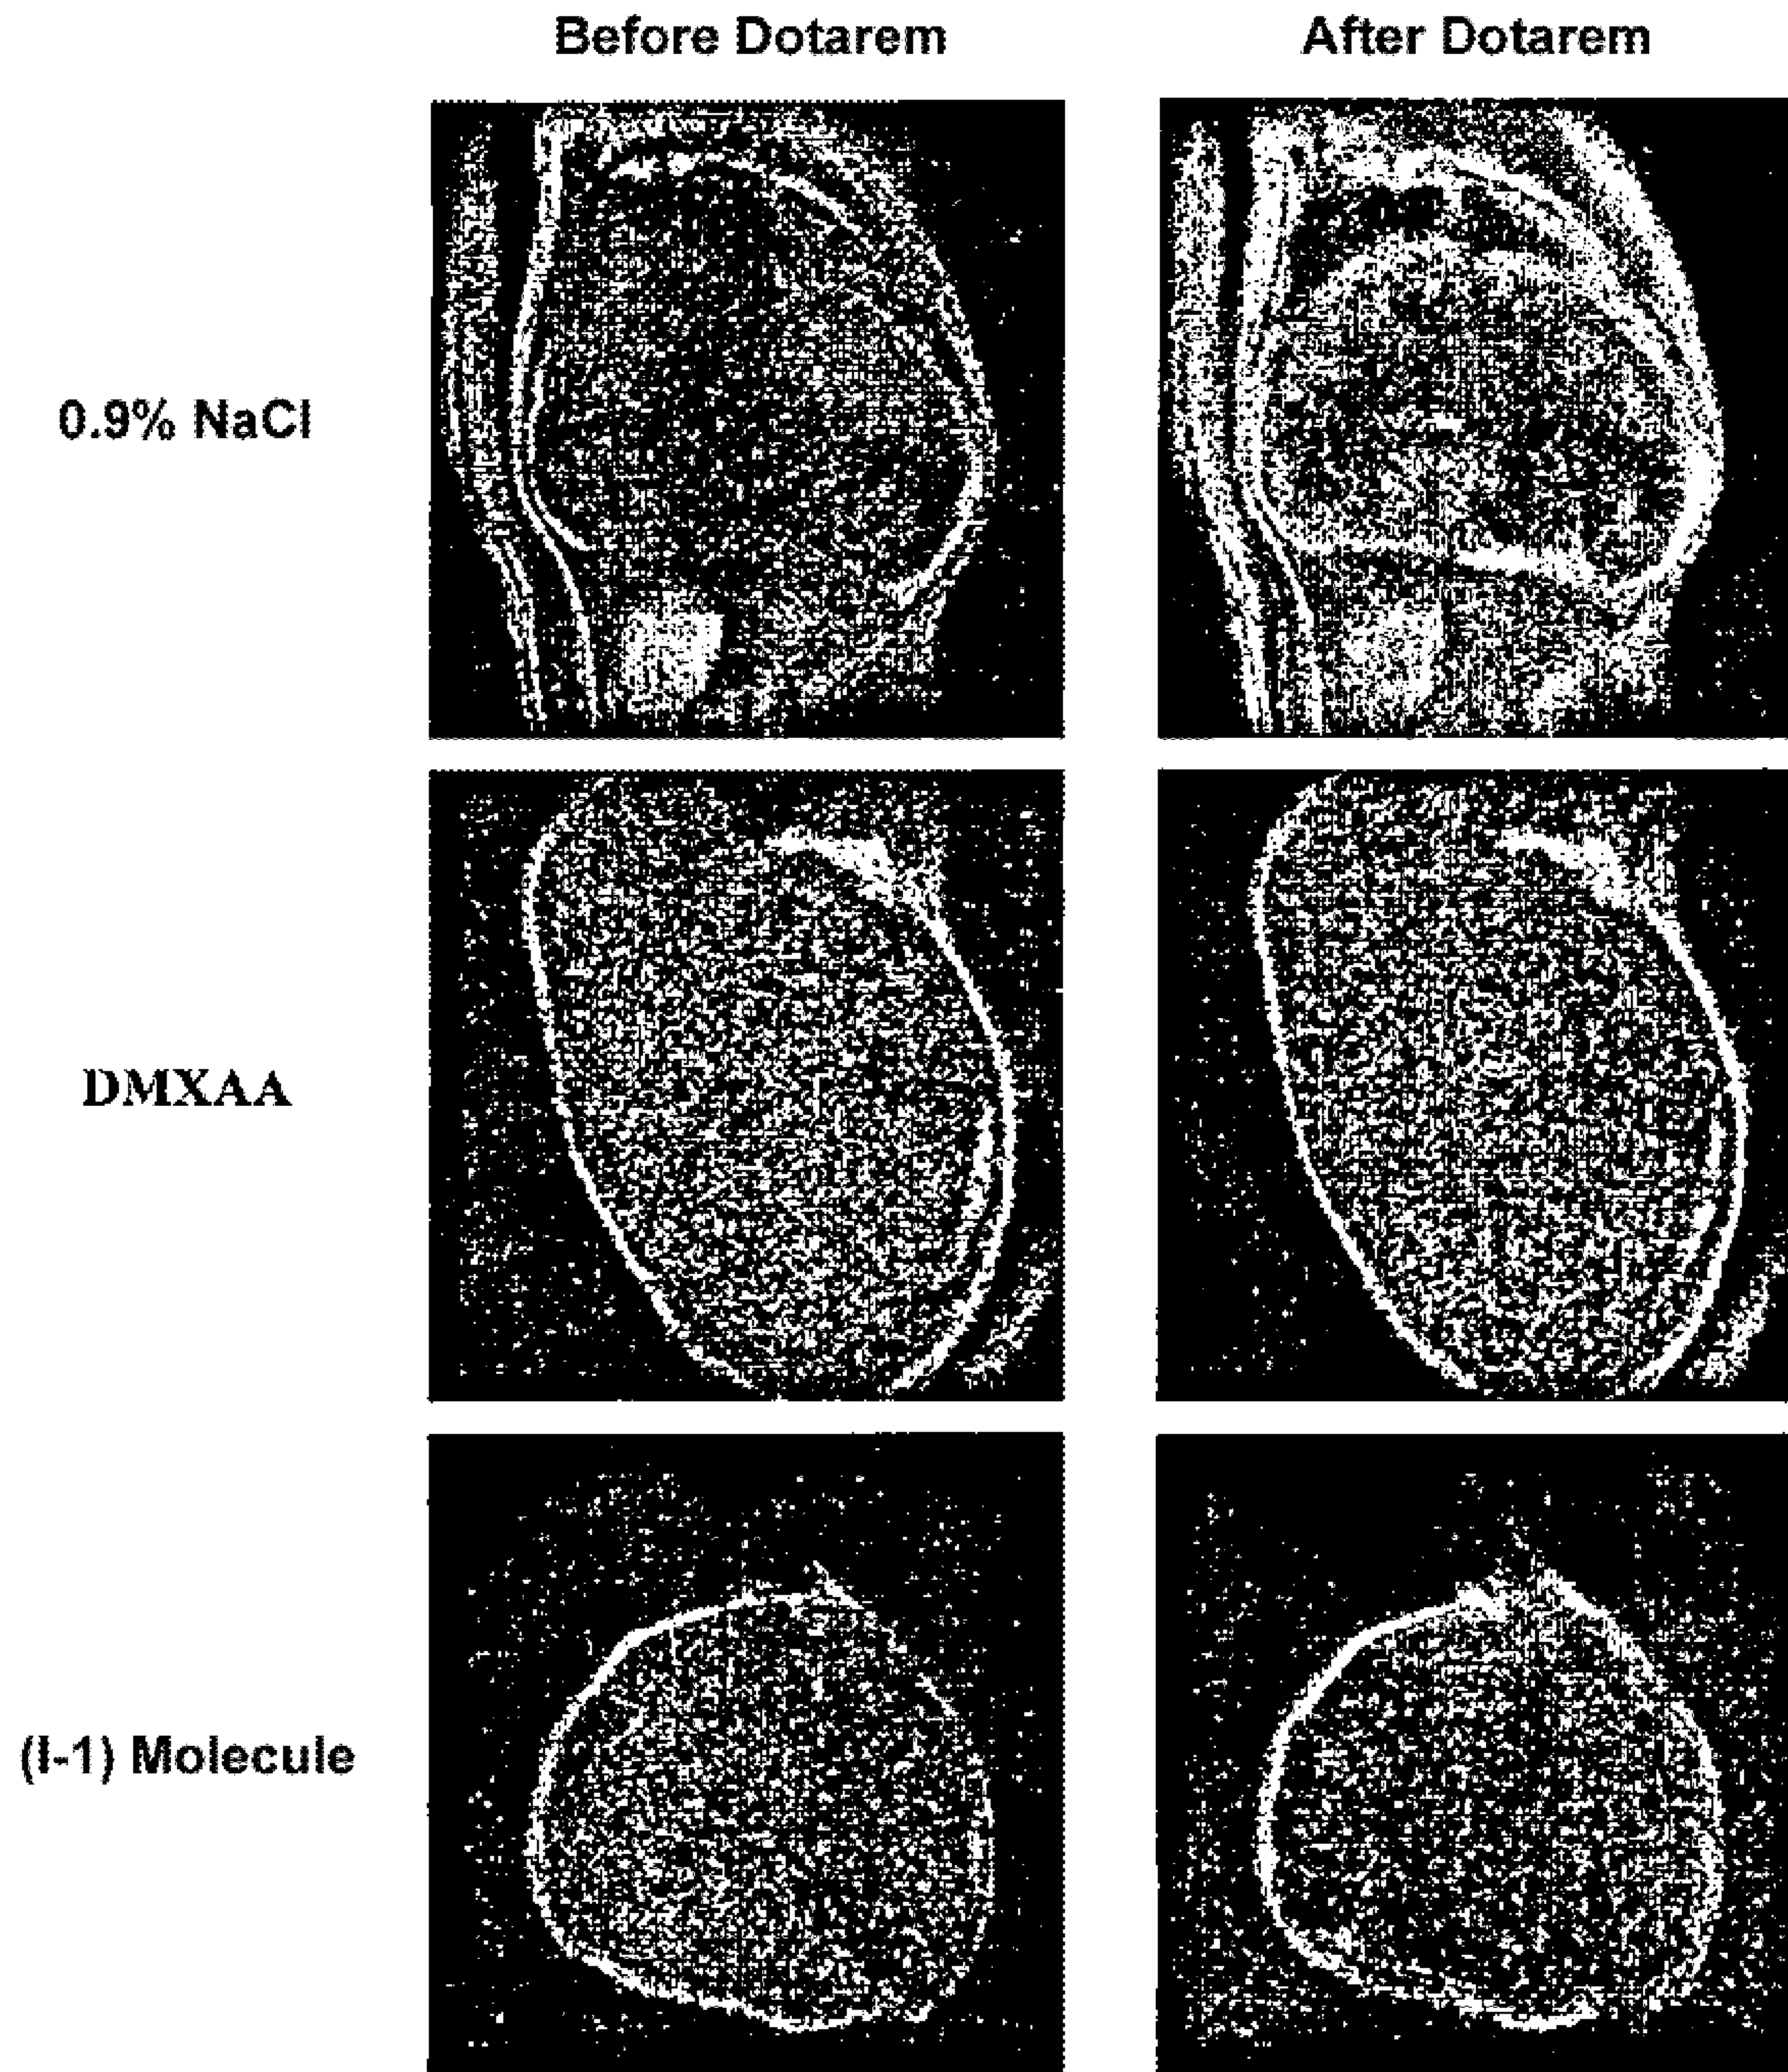 Before Dotarem
After Dotarem
0.9% NaCl
DMXAA
(I-1) Molecule